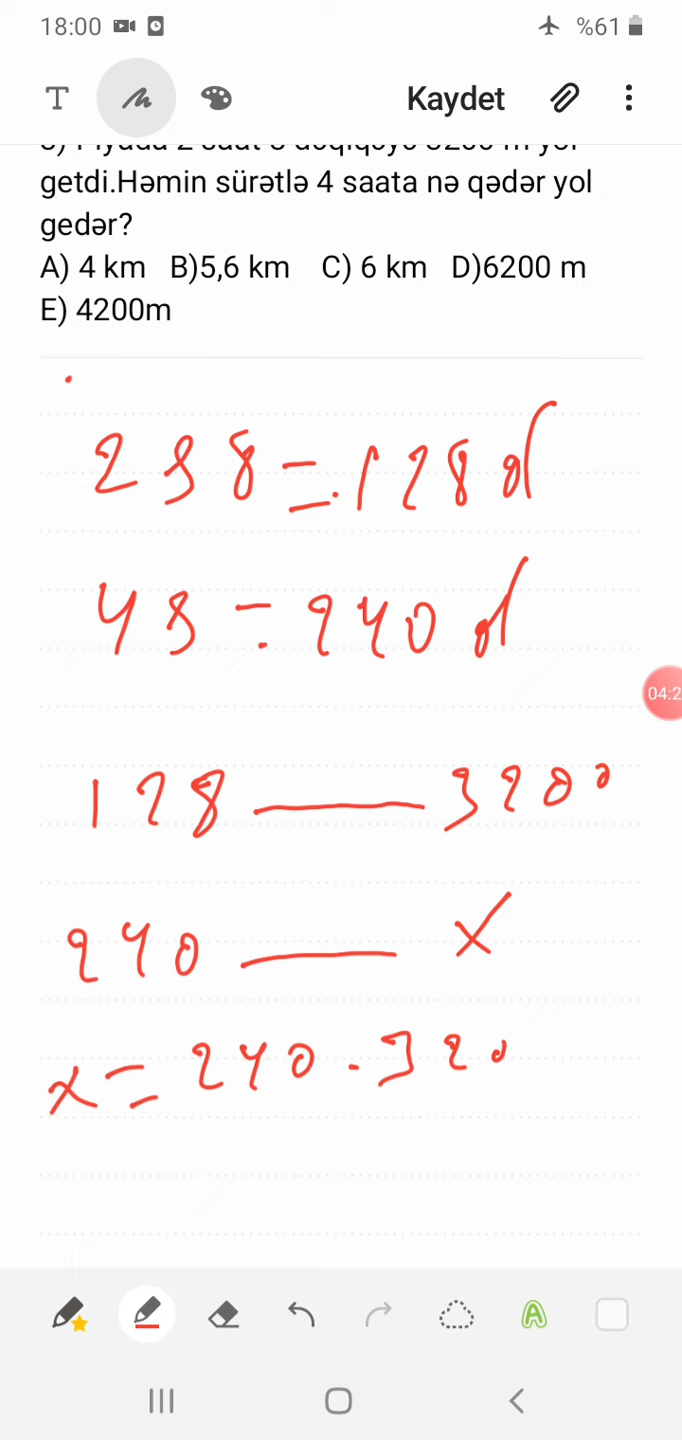 18:00 %61
Kaydet
getdi.Həmin sürətlə 4 saata nə qədər yol
gedər?
A) 4 km B)5,6 km C) 6 km D)6200 m
E) 4200m
2 s 8 = 128 d
4 s = 240 d
04:2
128 — 3200
240 — x
x = 240 . 320